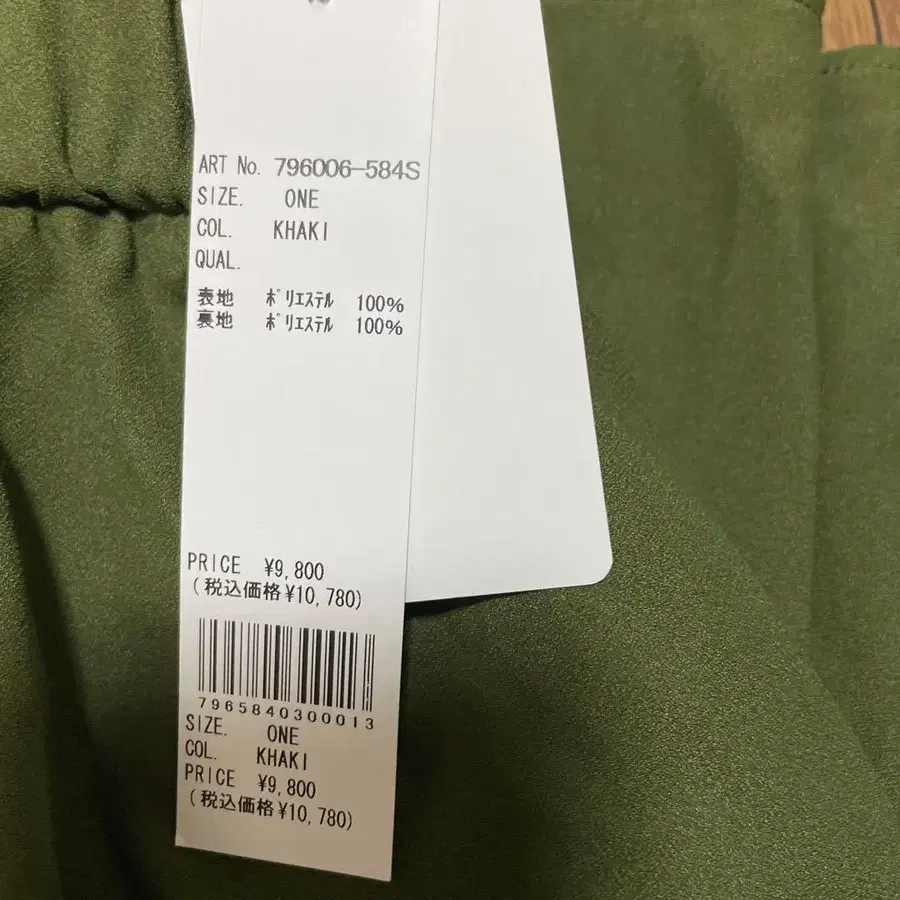 ART No. 796006-584S
SIZE. ONE
COL. KHAKI
QUAL.
表地 ﾎﾟﾘｴｽﾃﾙ 100%
裏地 ﾎﾟﾘｴｽﾃﾙ 100%
PRICE ¥9,800
(税込価格¥10,780)
7965840300013
SIZE. ONE
COL. KHAKI
PRICE ¥9,800
(税込価格¥10,780)